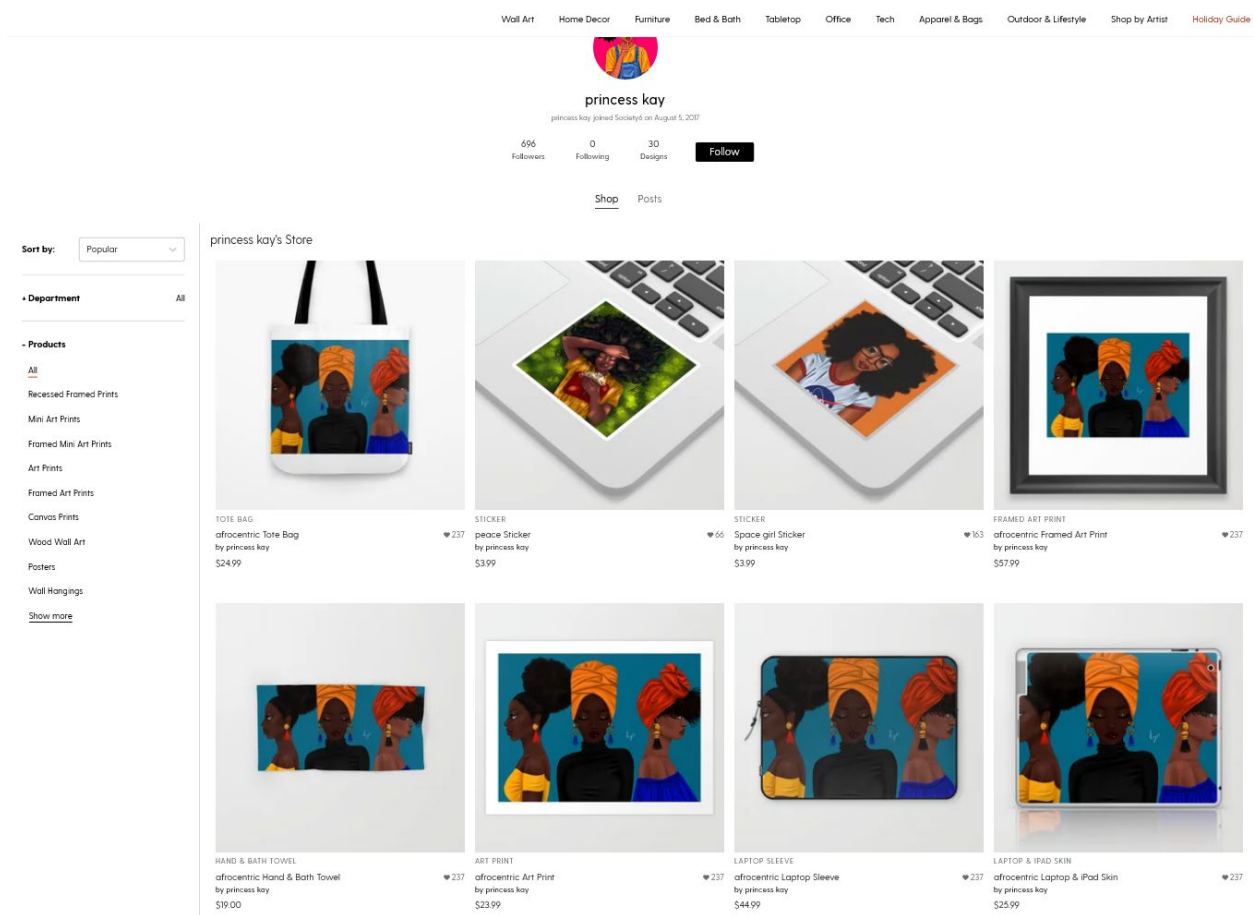 Wall Art Home Decor Furniture Bed & Bath Tabletop Office Tech Apparel & Bags Outdoor & Lifestyle Shop by Artist Holiday Guide
princess kay
princess kay joined Society6 on August 5, 2017
696 0 30
Followers Following Designs Follow
Shop Posts
Sort by: Popular
+ Department All
- Products
All
Recessed Framed Prints
Mini Art Prints
Framed Mini Art Prints
Art Prints
Framed Art Prints
Canvas Prints
Wood Wall Art
Posters
Wall Hangings
Show more
princess kay's Store
TOTE BAG
afrocentric Tote Bag 237
by princess kay
$24.99
STICKER
peace Sticker 66
by princess kay
$3.99
STICKER
Space girl Sticker 163
by princess kay
$3.99
FRAMED ART PRINT
afrocentric Framed Art Print 237
by princess kay
$57.99
HAND & BATH TOWEL
afrocentric Hand & Bath Towel 237
by princess kay
$19.00
ART PRINT
afrocentric Art Print 237
by princess kay
$23.99
LAPTOP SLEEVE
afrocentric Laptop Sleeve 237
by princess kay
$44.99
LAPTOP & IPAD SKIN
afrocentric Laptop & iPad Skin 237
by princess kay
$25.99